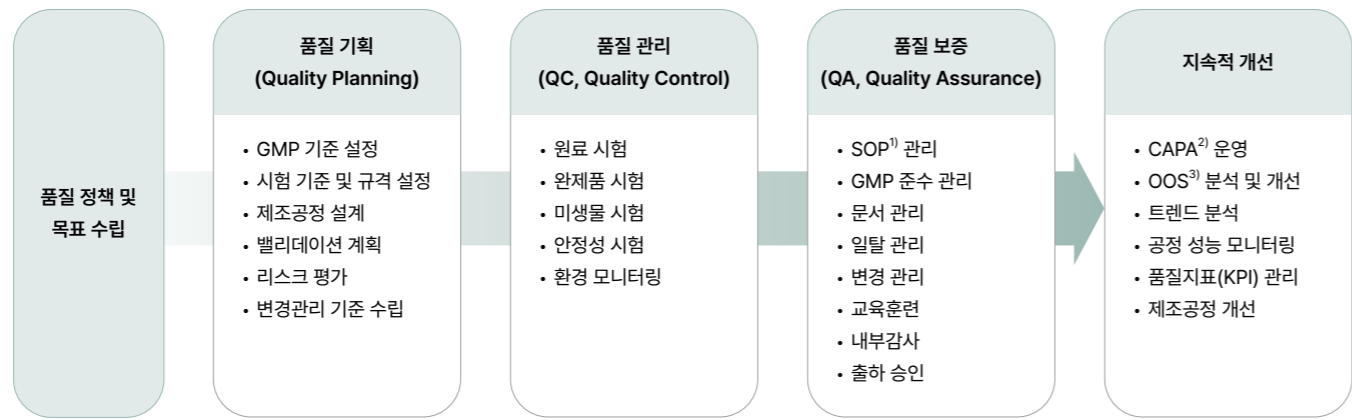 품질 정책 및
목표 수립
품질 기획
(Quality Planning)
• GMP 기준 설정
• 시험 기준 및 규격 설정
• 제조공정 설계
• 밸리데이션 계획
• 리스크 평가
• 변경관리 기준 수립
품질 관리
(QC, Quality Control)
• 원료 시험
• 완제품 시험
• 미생물 시험
• 안정성 시험
• 환경 모니터링
품질 보증
(QA, Quality Assurance)
• SOP1) 관리
• GMP 준수 관리
• 문서 관리
• 일탈 관리
• 변경 관리
• 교육훈련
• 내부감사
• 출하 승인
지속적 개선
• CAPA2) 운영
• OOS3) 분석 및 개선
• 트렌드 분석
• 공정 성능 모니터링
• 품질지표(KPI) 관리
• 제조공정 개선